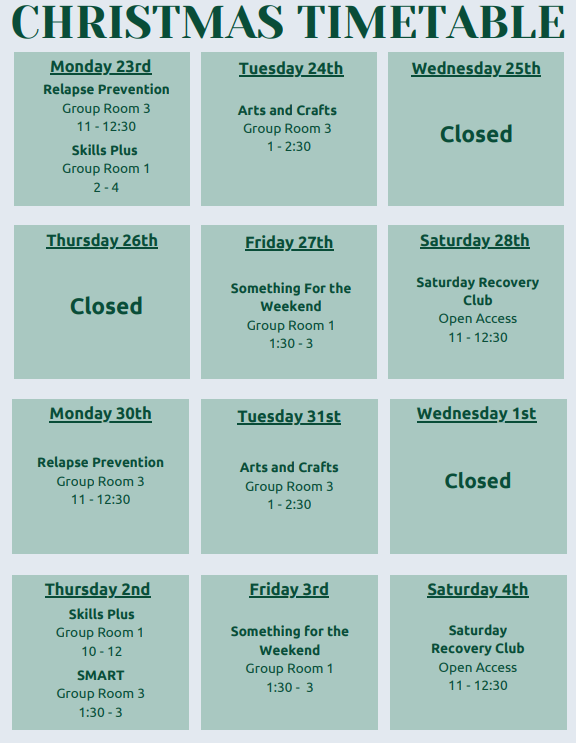 CHRISTMAS TIMETABLE
Monday 23rd
Relapse Prevention
Group Room 3
11 - 12:30
Skills Plus
Group Room 1
2 - 4
Tuesday 24th
Arts and Crafts
Group Room 3
1 - 2:30
Wednesday 25th
Closed
Thursday 26th
Closed
Friday 27th
Something For the
Weekend
Group Room 1
1:30 - 3
Saturday 28th
Saturday Recovery
Club
Open Access
11 - 12:30
Monday 30th
Relapse Prevention
Group Room 3
11 - 12:30
Tuesday 31st
Arts and Crafts
Group Room 3
1 - 2:30
Wednesday 1st
Closed
Thursday 2nd
Skills Plus
Group Room 1
10 - 12
SMART
Group Room 3
1:30 - 3
Friday 3rd
Something for the
Weekend
Group Room 1
1:30 - 3
Saturday 4th
Saturday
Recovery Club
Open Access
11 - 12:30